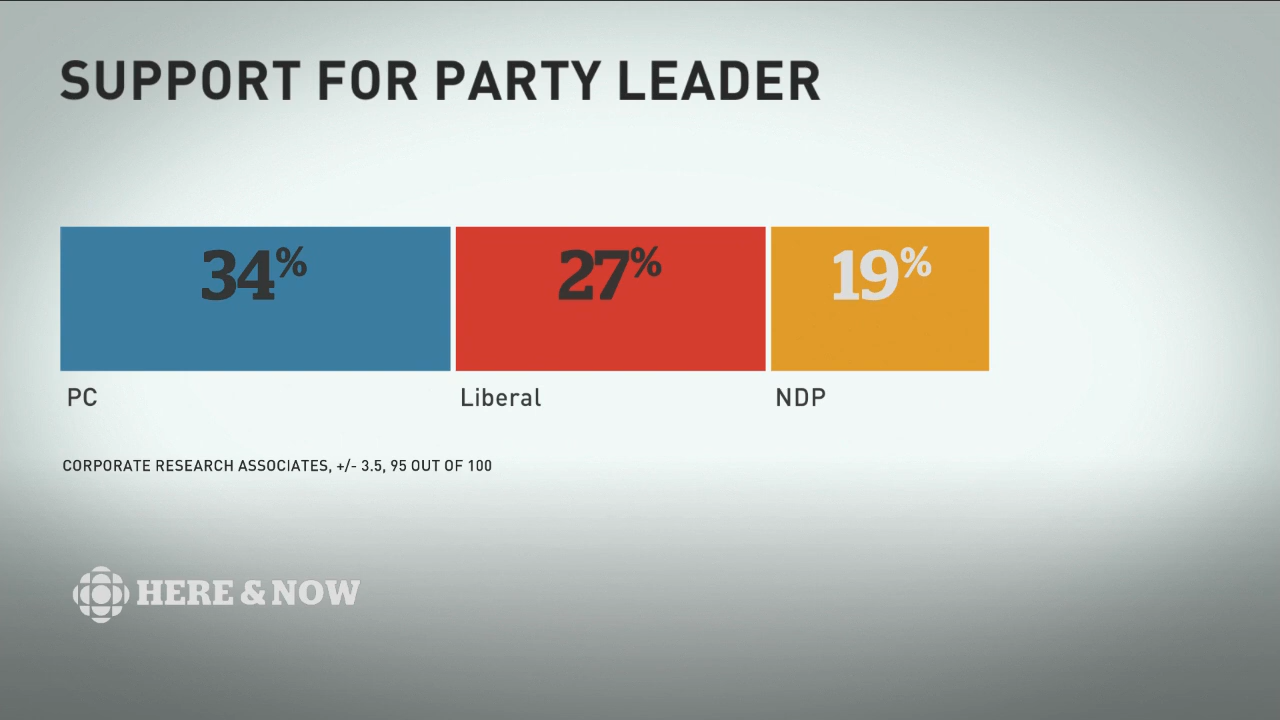 SUPPORT FOR PARTY LEADER
34% 27% 19%
PC Liberal NDP
CORPORATE RESEARCH ASSOCIATES, +/- 3.5, 95 OUT OF 100
HERE & NOW